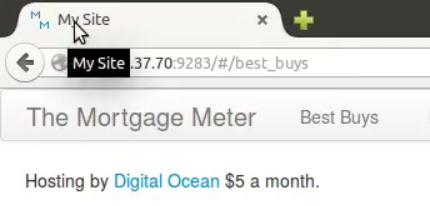 M M My Site
My Site .37.70:9283/#/best_buys
The Mortgage Meter Best Buys
Hosting by Digital Ocean $5 a month.